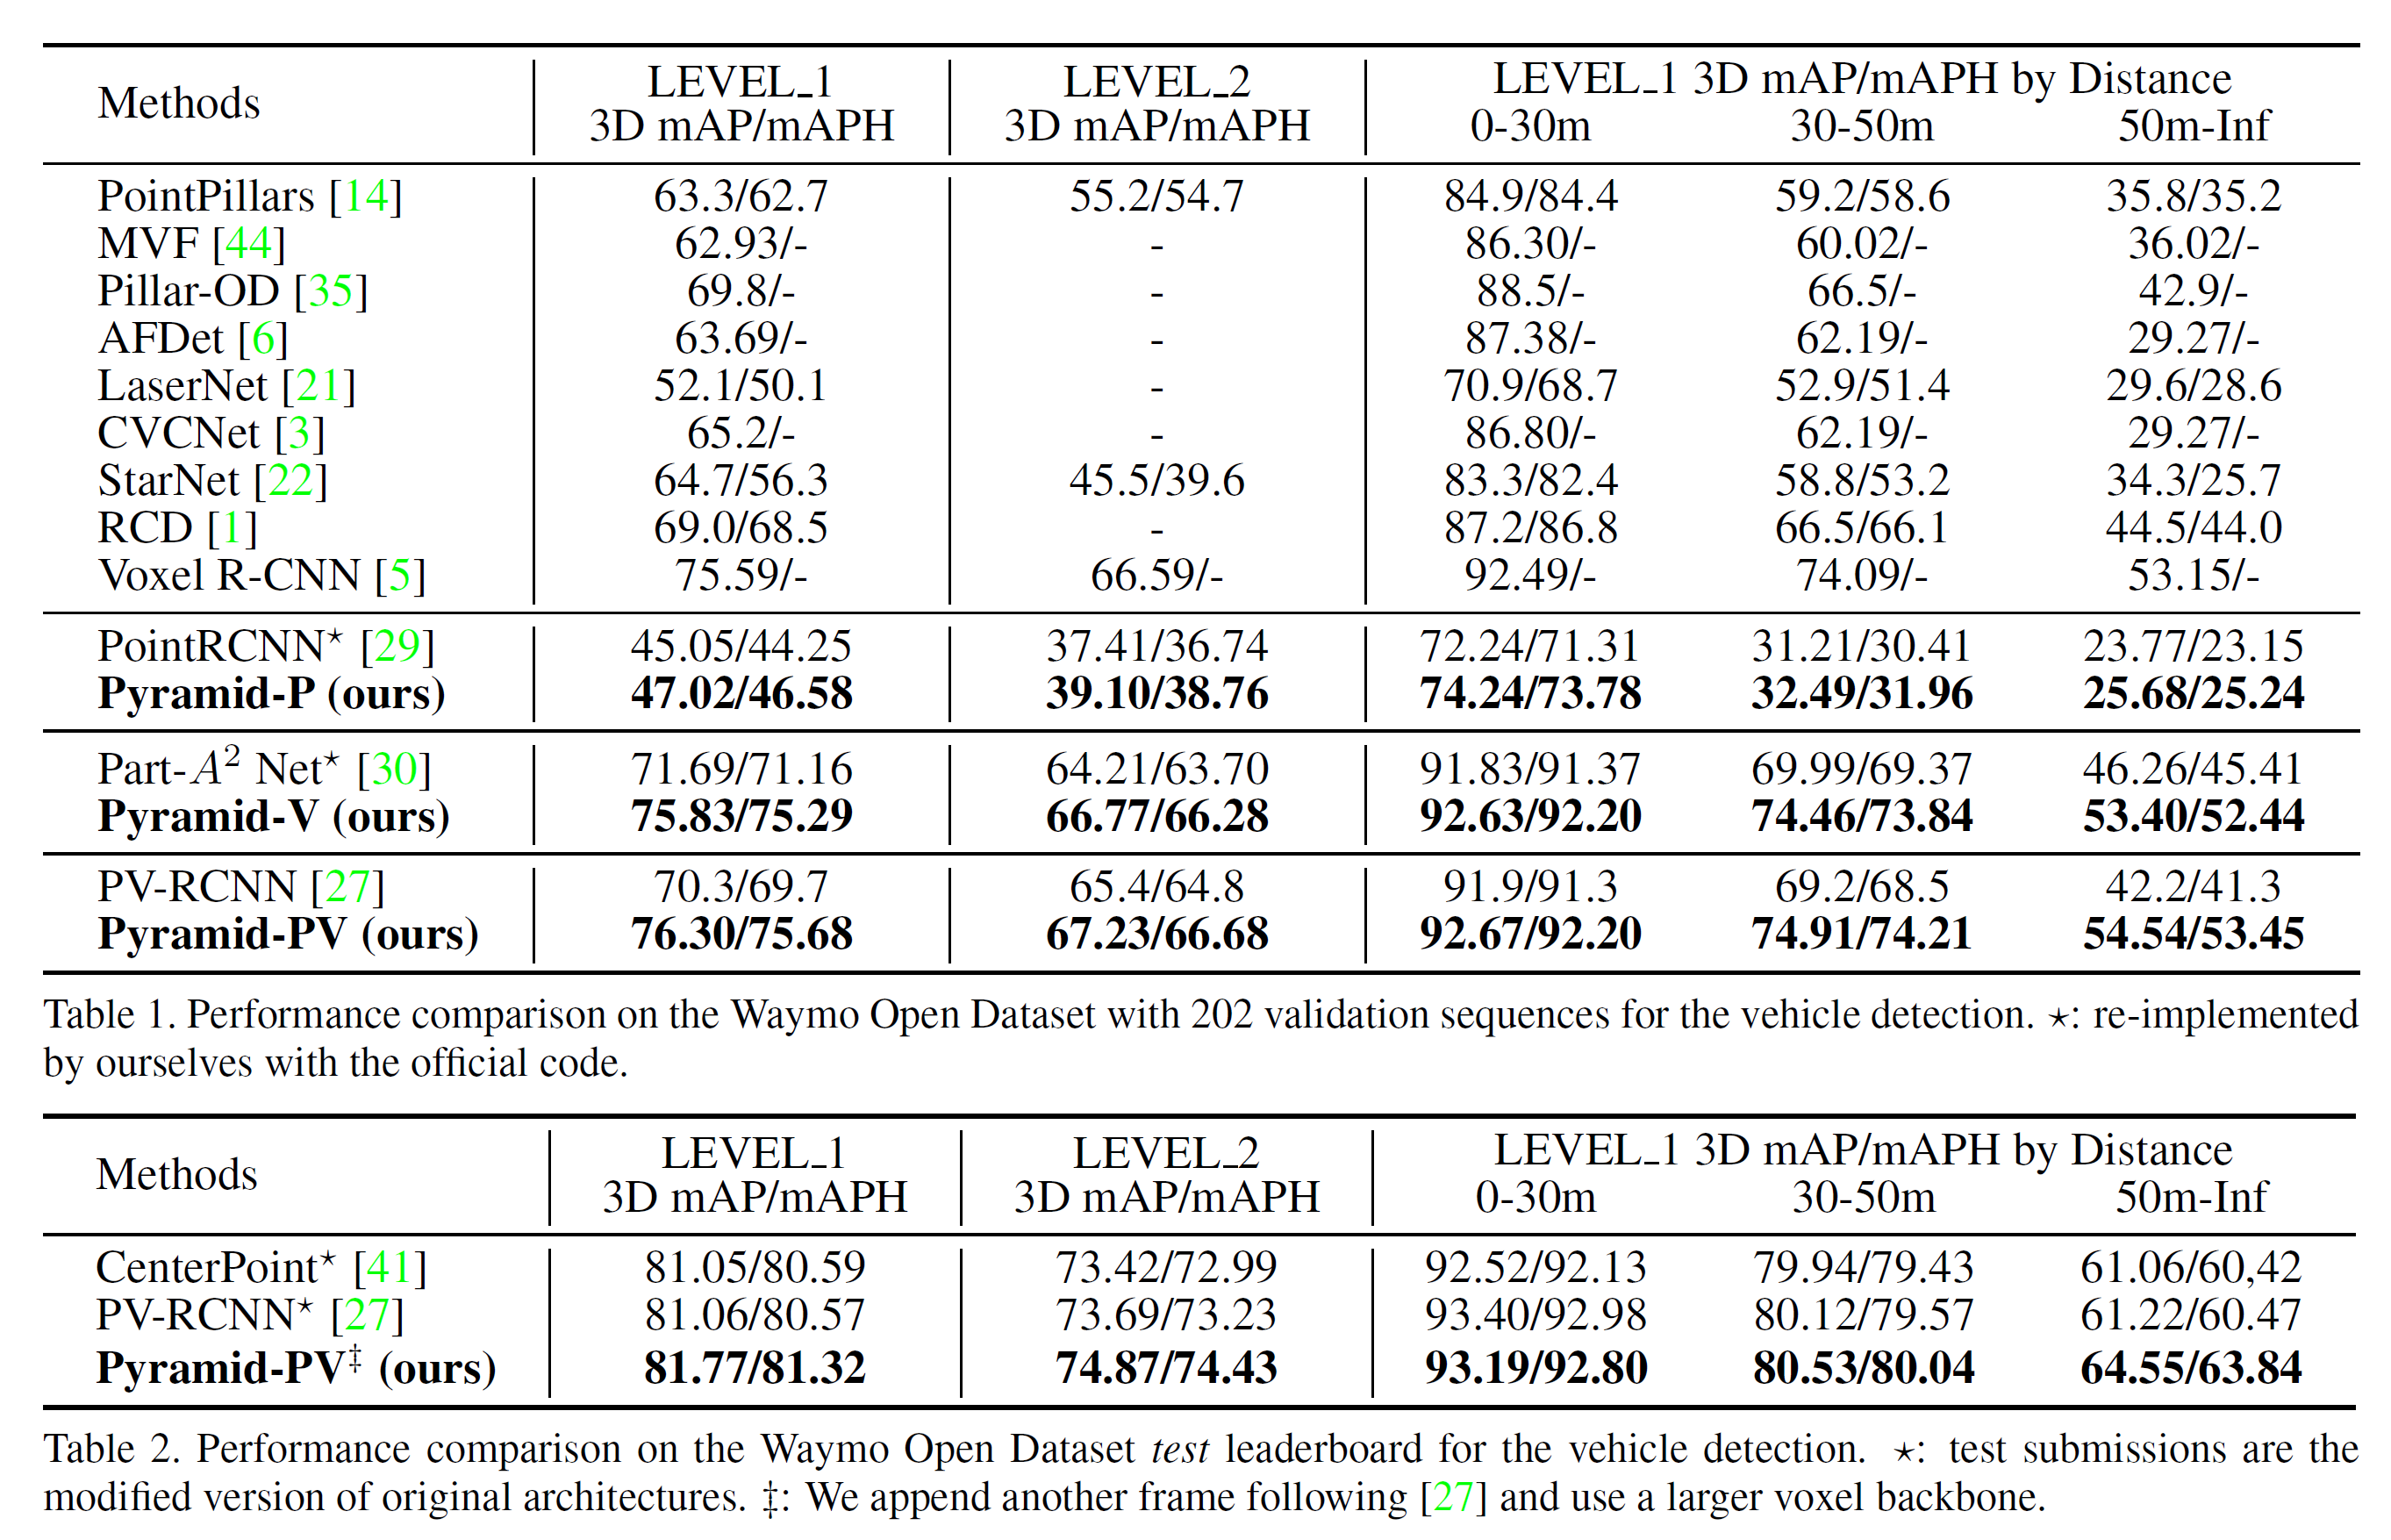 Methods LEVEL_1 LEVEL_2 LEVEL_1 3D mAP/mAPH by Distance
3D mAP/mAPH 3D mAP/mAPH 0-30m 30-50m 50m-Inf
PointPillars [14] 63.3/62.7 55.2/54.7 84.9/84.4 59.2/58.6 35.8/35.2
MVF [44] 62.93/- - 86.30/- 60.02/- 36.02/-
Pillar-OD [35] 69.8/- - 88.5/- 66.5/- 42.9/-
AFDet [6] 63.69/- - 87.38/- 62.19/- 29.27/-
LaserNet [21] 52.1/50.1 - 70.9/68.7 52.9/51.4 29.6/28.6
CVCNet [3] 65.2/- - 86.80/- 62.19/- 29.27/-
StarNet [22] 64.7/56.3 45.5/39.6 83.3/82.4 58.8/53.2 34.3/25.7
RCD [1] 69.0/68.5 - 87.2/86.8 66.5/66.1 44.5/44.0
Voxel R-CNN [5] 75.59/- 66.59/- 92.49/- 74.09/- 53.15/-
PointRCNN⋆ [29] 45.05/44.25 37.41/36.74 72.24/71.31 31.21/30.41 23.77/23.15
Pyramid-P (ours) 47.02/46.58 39.10/38.76 74.24/73.78 32.49/31.96 25.68/25.24
Part-A² Net⋆ [30] 71.69/71.16 64.21/63.70 91.83/91.37 69.99/69.37 46.26/45.41
Pyramid-V (ours) 75.83/75.29 66.77/66.28 92.63/92.20 74.46/73.84 53.40/52.44
PV-RCNN [27] 70.3/69.7 65.4/64.8 91.9/91.3 69.2/68.5 42.2/41.3
Pyramid-PV (ours) 76.30/75.68 67.23/66.68 92.67/92.20 74.91/74.21 54.54/53.45
Table 1. Performance comparison on the Waymo Open Dataset with 202 validation sequences for the vehicle detection. ⋆: re-implemented
by ourselves with the official code.
Methods LEVEL_1 LEVEL_2 LEVEL_1 3D mAP/mAPH by Distance
3D mAP/mAPH 3D mAP/mAPH 0-30m 30-50m 50m-Inf
CenterPoint⋆ [41] 81.05/80.59 73.42/72.99 92.52/92.13 79.94/79.43 61.06/60,42
PV-RCNN⋆ [27] 81.06/80.57 73.69/73.23 93.40/92.98 80.12/79.57 61.22/60.47
Pyramid-PV‡ (ours) 81.77/81.32 74.87/74.43 93.19/92.80 80.53/80.04 64.55/63.84
Table 2. Performance comparison on the Waymo Open Dataset test leaderboard for the vehicle detection. ⋆: test submissions are the
modified version of original architectures. ‡: We append another frame following [27] and use a larger voxel backbone.